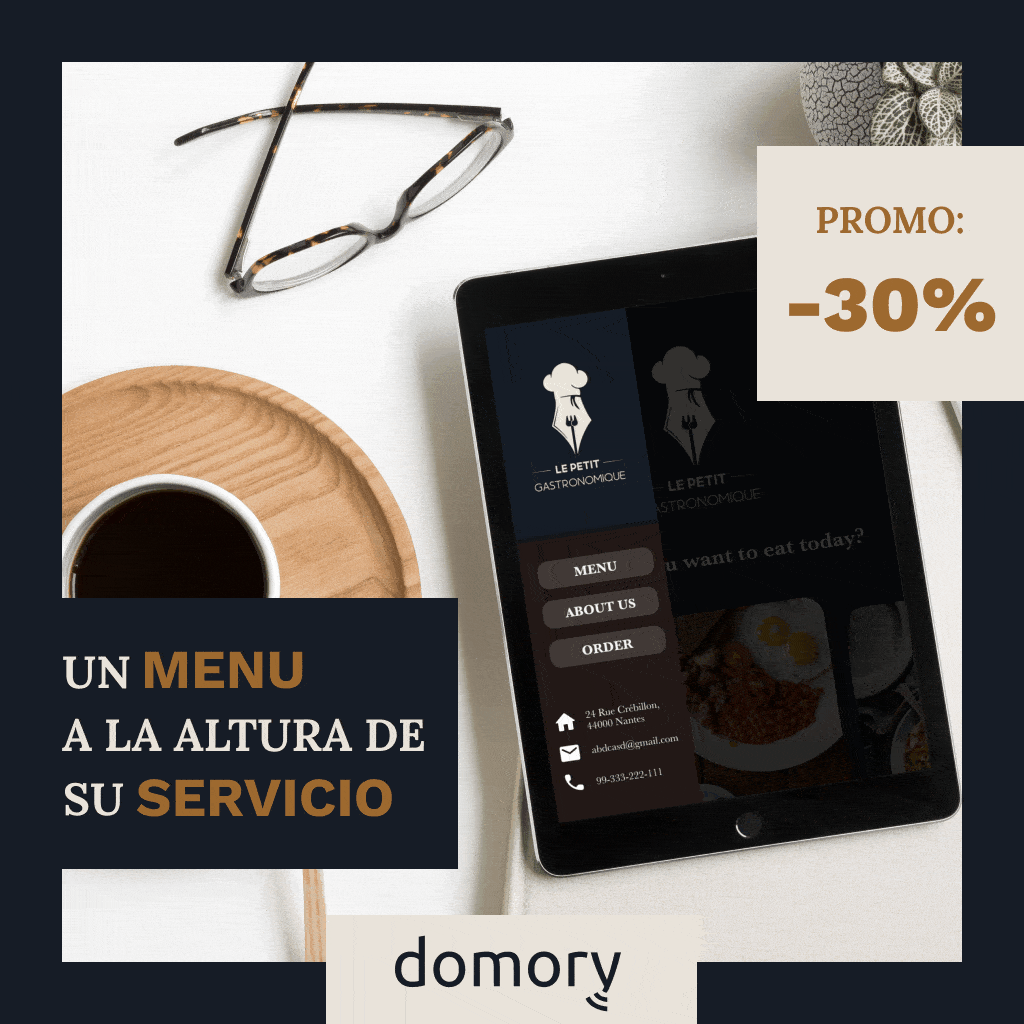 PROMO:
-30%
LE PETIT
GASTRONOMIQUE
LE PETIT
ASTRONOMIQUE
u want to eat today?
MENU
ABOUT US
ORDER
24 Rue Crébillon,
44000 Nantes
abdcasd@gmail.com
99-333-222-111
UN MENU
A LA ALTURA DE
SU SERVICIO
domory